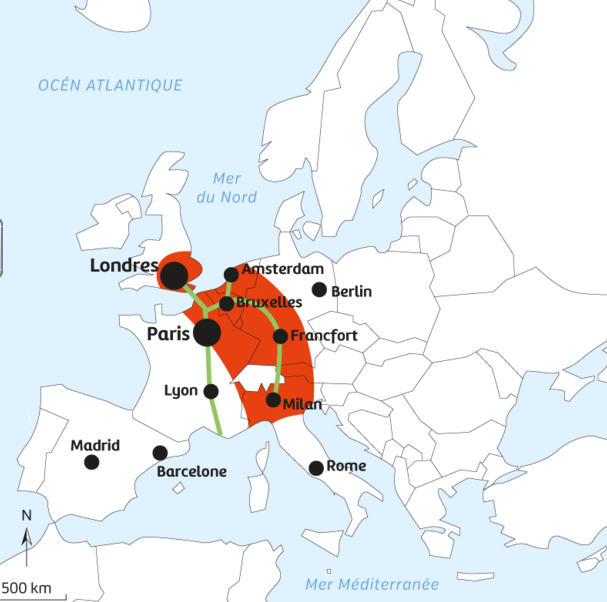 OCÉN ATLANTIQUE
Mer
du Nord
Londres
Amsterdam
Berlin
Bruxelles
Paris
Francfort
Lyon
Milan
Madrid
Barcelone
Rome
N
500 km
Mer Méditerranée